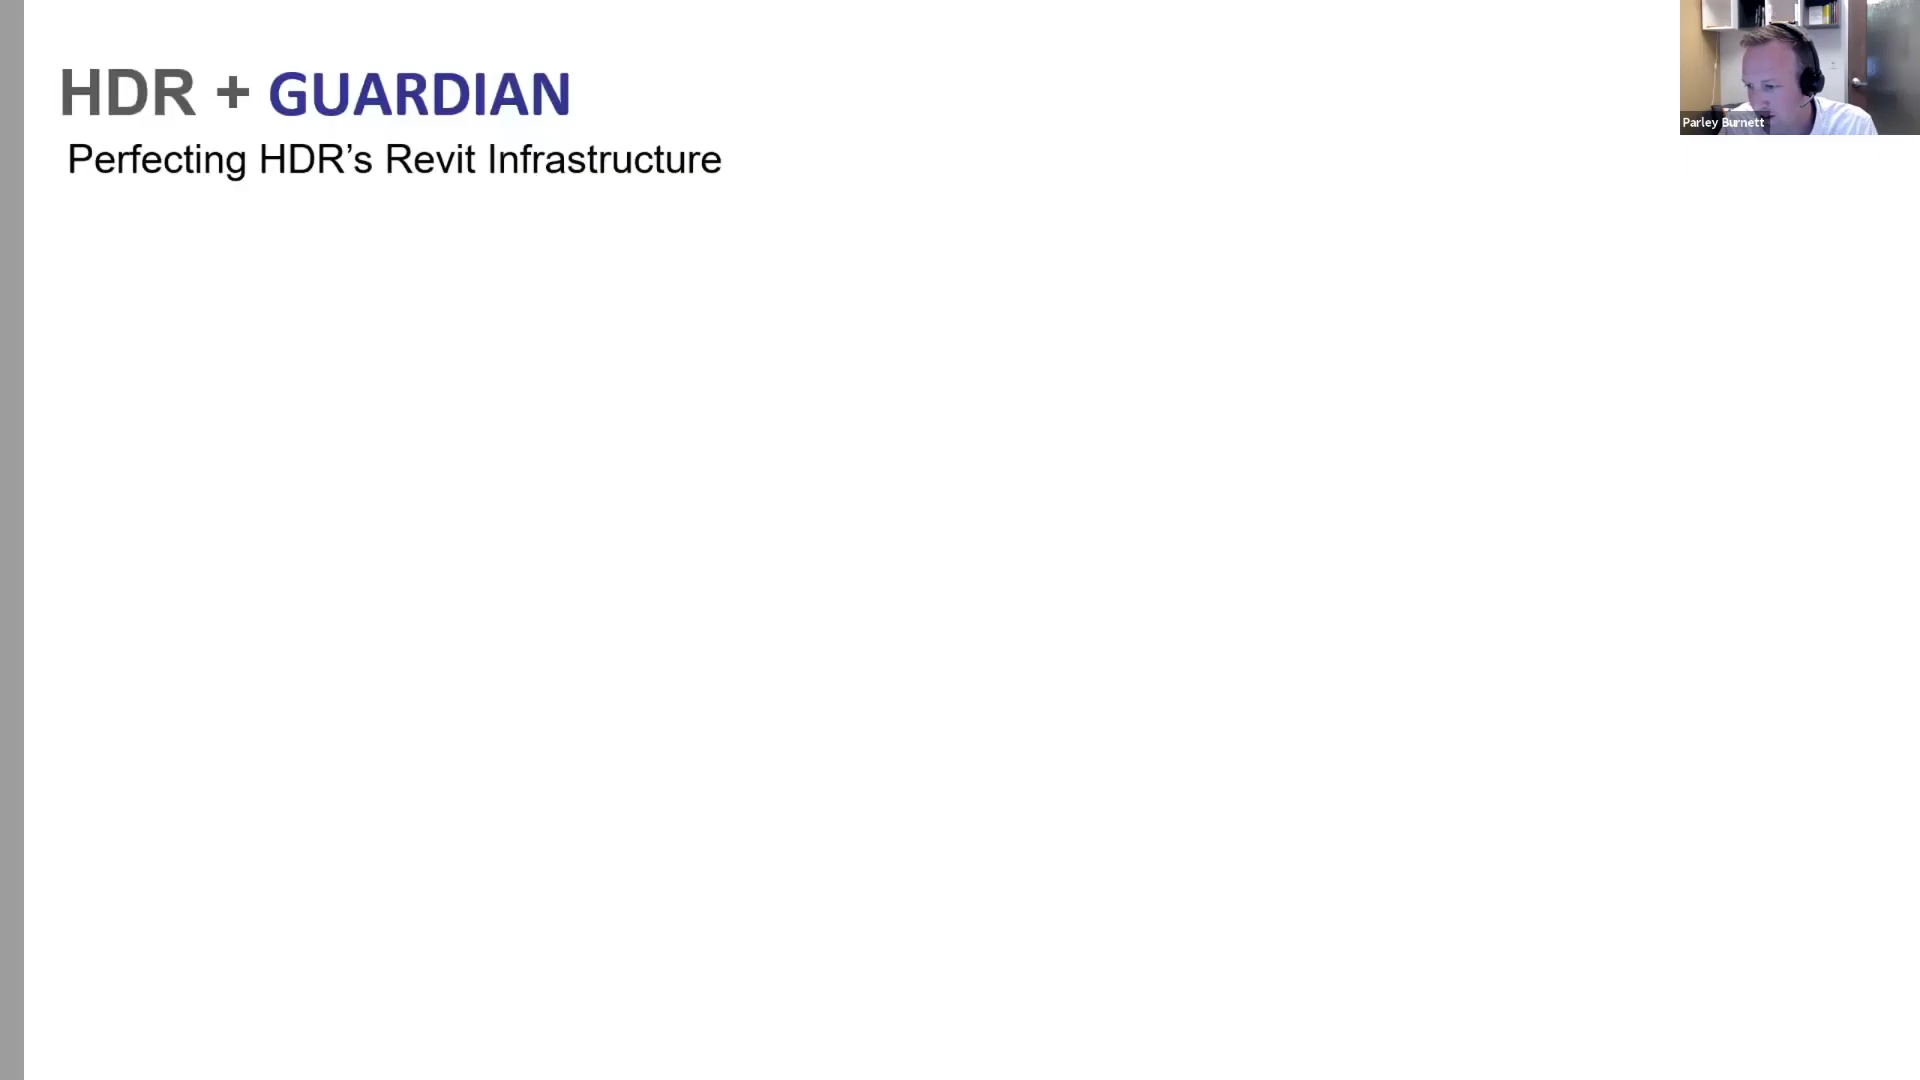 HDR + GUARDIAN
Perfecting HDR’s Revit Infrastructure
Parley Burnett